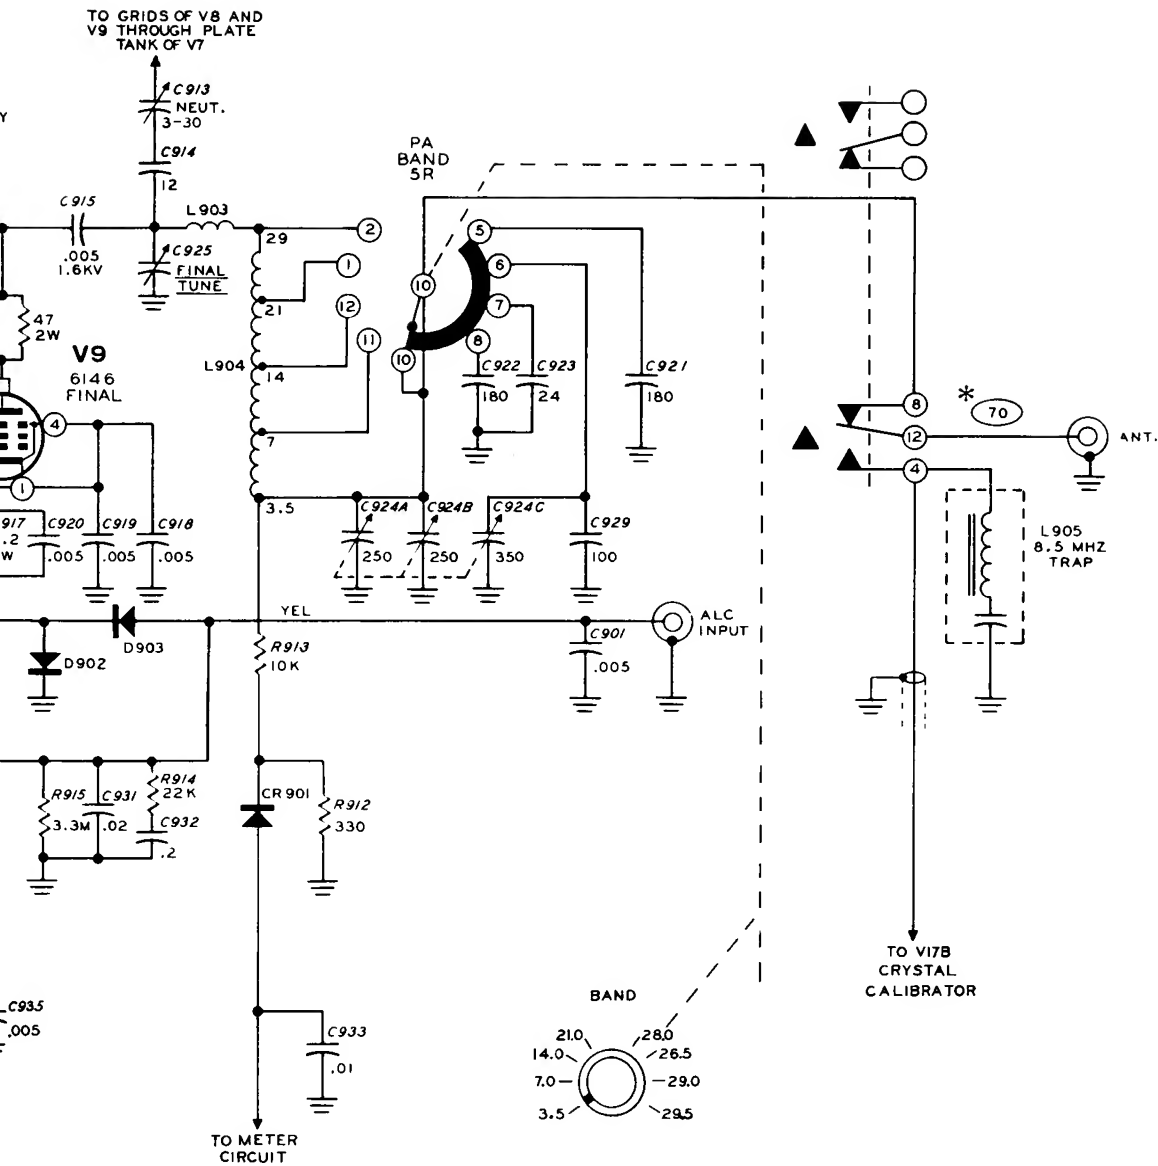 TO GRIDS OF V8 AND
V9 THROUGH PLATE
TANK OF V7
C913
NEUT.
3-30
Y
C914
12
C915
.005
1.6KV
L903
C925
FINAL
TUNE
29
2
1
21
12
11
L904
14
7
3.5
47
2W
V9
6146
FINAL
4
1
PA
BAND
5R
5
6
7
8
10
10
C922
180
C923
24
C921
180
8
12
4
*
70
ANT.
917
.2
W
C920
.005
C919
.005
C918
.005
C924A
250
C924B
250
C924C
350
C929
100
L905
8.5 MHZ
TRAP
YEL
ALC
INPUT
D902
D903
R913
10K
C901
.005
R915
3.3M
C931
.02
R914
22K
C932
.2
CR901
R912
330
TO V17B
CRYSTAL
CALIBRATOR
C935
.005
C933
.01
BAND
21.0
28.0
14.0
26.5
7.0
29.0
3.5
29.5
TO METER
CIRCUIT